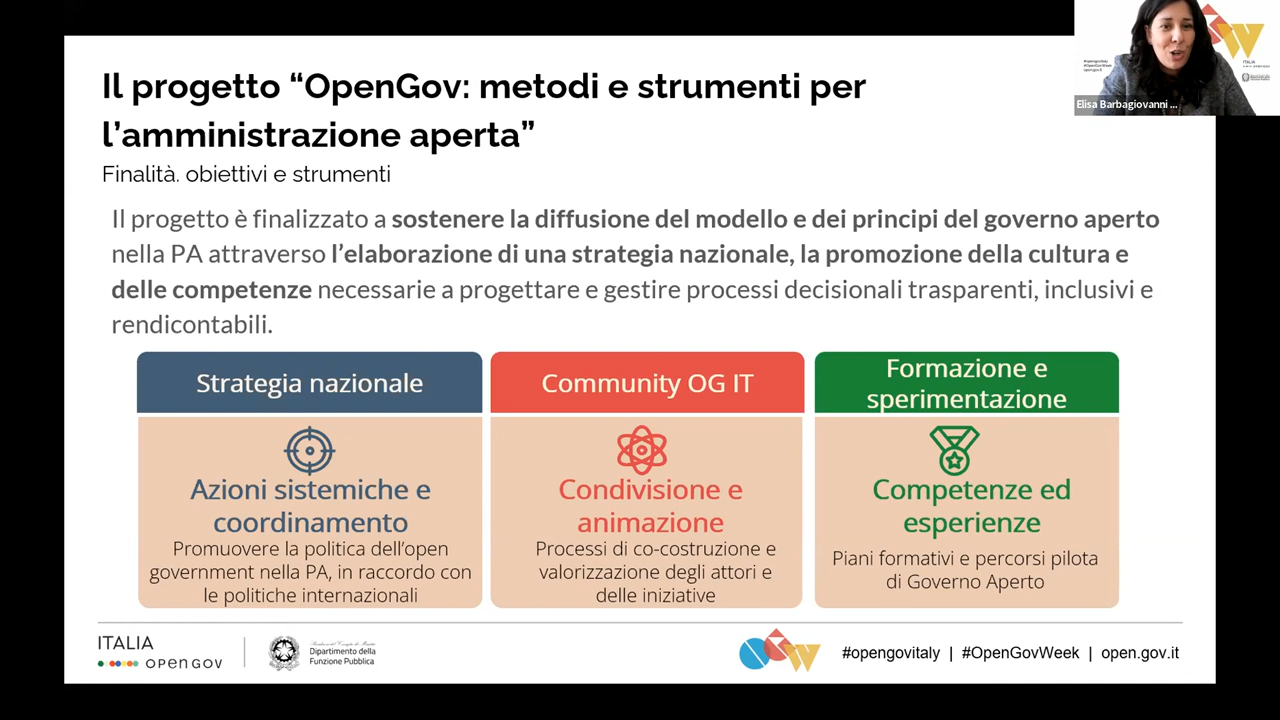 Il progetto “OpenGov: metodi e strumenti per
l’amministrazione aperta”
Finalità. obiettivi e strumenti
Il progetto è finalizzato a sostenere la diffusione del modello e dei principi del governo aperto
nella PA attraverso l’elaborazione di una strategia nazionale, la promozione della cultura e
delle competenze necessarie a progettare e gestire processi decisionali trasparenti, inclusivi e
rendicontabili.
Strategia nazionale
Azioni sistemiche e
coordinamento
Promuovere la politica dell’open
government nella PA, in raccordo con
le politiche internazionali
Community OG IT
Condivisione e
animazione
Processi di co-costruzione e
valorizzazione degli attori e
delle iniziative
Formazione e
sperimentazione
Competenze ed
esperienze
Piani formativi e percorsi pilota
di Governo Aperto
ITALIA
OPEN GOV
Dipartimento della
Funzione Pubblica
#opengovitaly | #OpenGovWeek | open.gov.it
Elisa Barbagiovanni ...